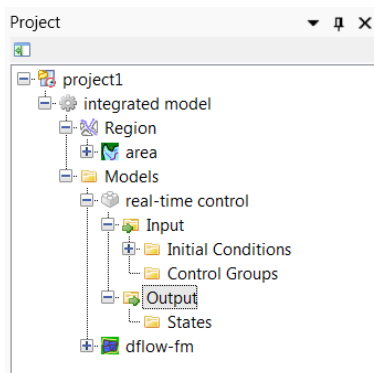 Project
project1
integrated model
Region
area
Models
real-time control
Input
Initial Conditions
Control Groups
Output
States
dflow-fm